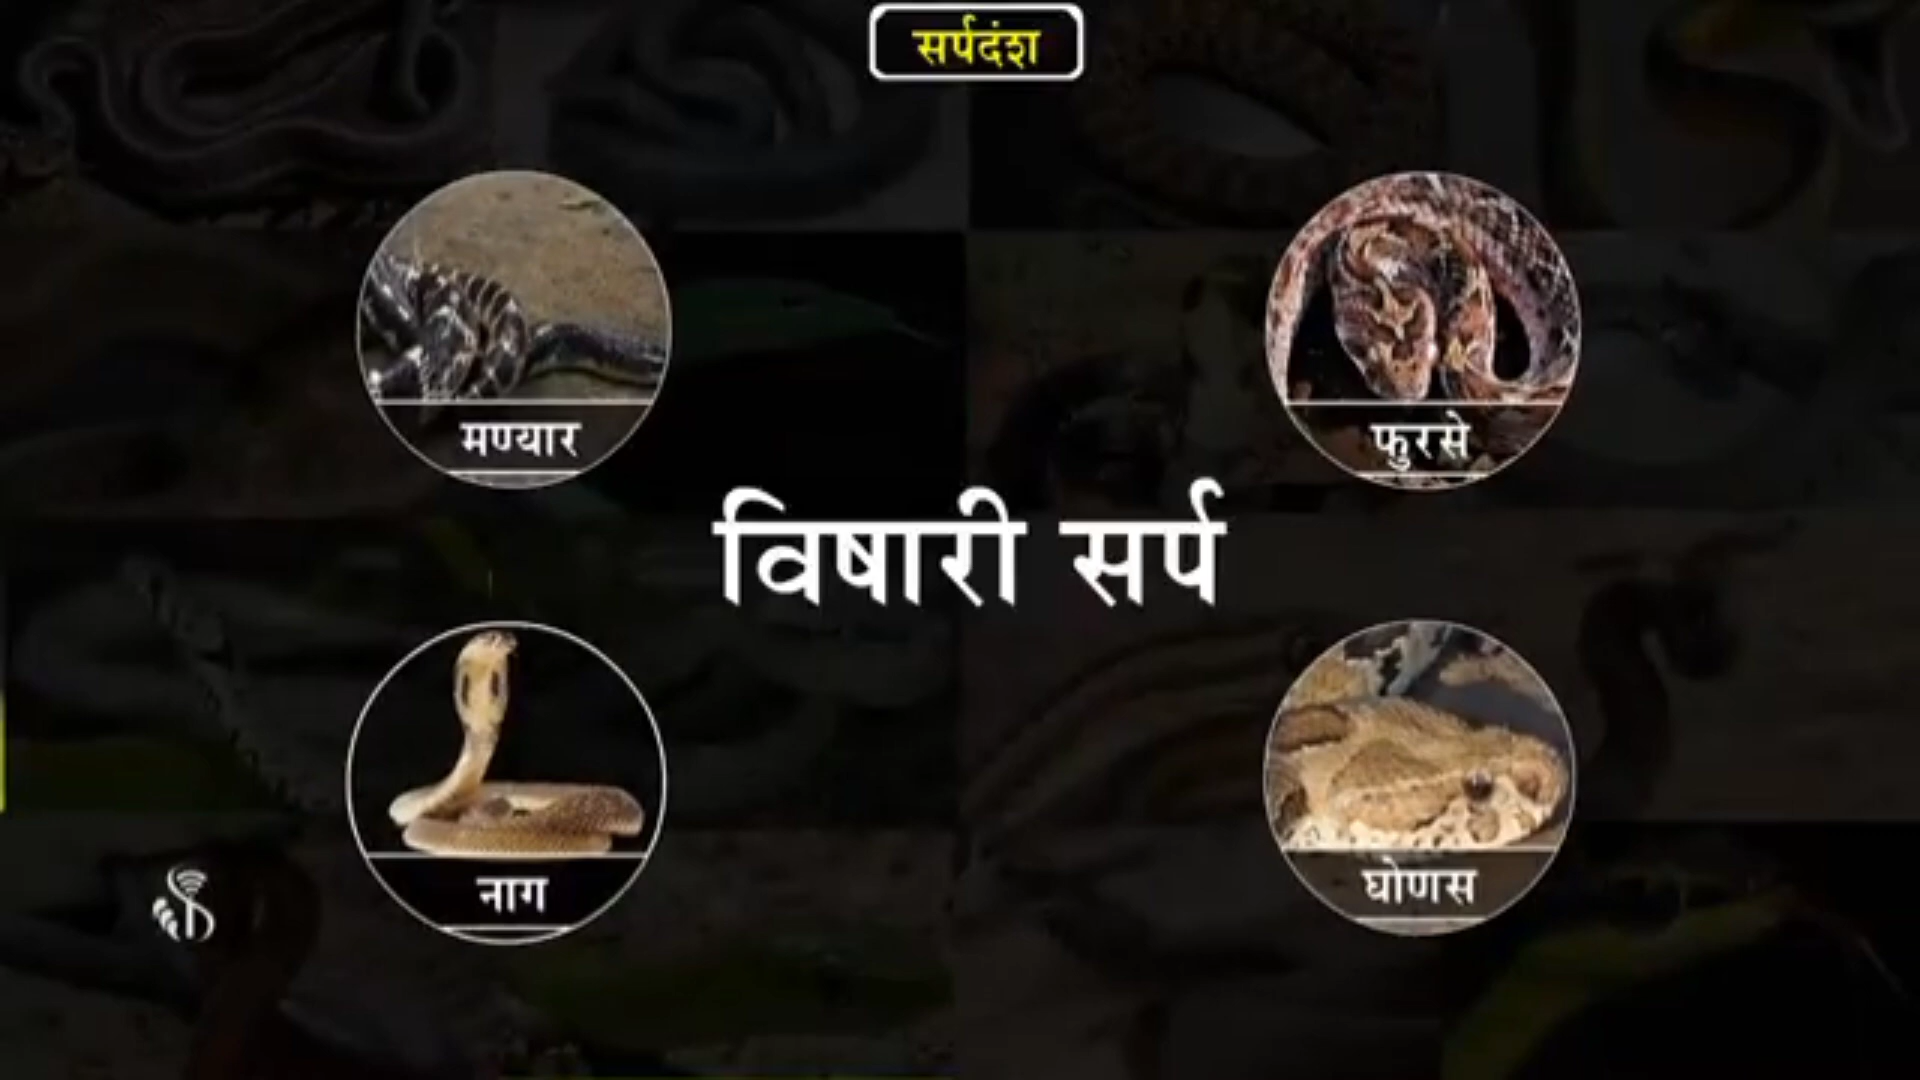 सर्पदंश
मण्यार
फुरसे
विषारी सर्प
नाग
घोणस